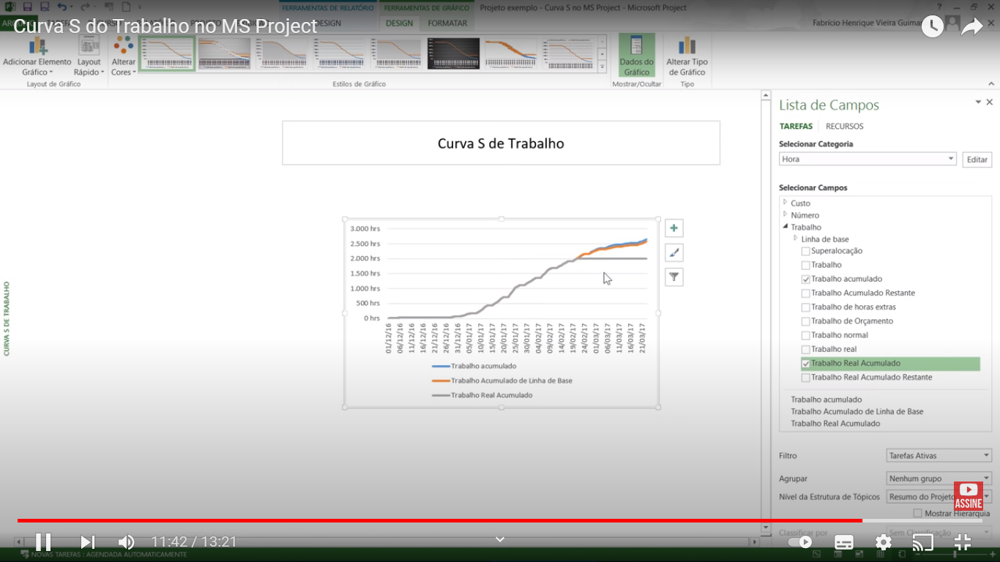 FERRAMENTAS DE RELATÓRIO
FERRAMENTAS DE GRÁFICO
Projeto exemplo - Curva S no MS Project - Microsoft Project
Curva S do Trabalho no MS Project
DESIGN
DESIGN
FORMATAR
Fabrício Henrique Vieira
Adicionar Elemento
Gráfico
Layout
Rápido
Alterar
Cores
Dados do
Gráfico
Alterar Tipo
de Gráfico
Layout de Gráfico
Estilos de Gráfico
Mostrar/Ocultar
Tipo
CURVA S DE TRABALHO
Curva S de Trabalho
3.000 hrs
2.500 hrs
2.000 hrs
1.500 hrs
1.000 hrs
500 hrs
0 hrs
01/12/16
06/12/16
11/12/16
16/12/16
21/12/16
26/12/16
31/12/16
05/01/17
10/01/17
15/01/17
20/01/17
25/01/17
30/01/17
04/02/17
09/02/17
14/02/17
19/02/17
24/02/17
01/03/17
06/03/17
11/03/17
16/03/17
21/03/17
Trabalho acumulado
Trabalho Acumulado de Linha de Base
Trabalho Real Acumulado
Lista de Campos
TAREFAS
RECURSOS
Selecionar Categoria
Hora
Editar
Selecionar Campos
Custo
Número
Trabalho
Linha de base
Superalocação
Trabalho
Trabalho acumulado
Trabalho Acumulado Restante
Trabalho de horas extras
Trabalho de Orçamento
Trabalho normal
Trabalho real
Trabalho Real Acumulado
Trabalho Real Acumulado Restante
Trabalho acumulado
Trabalho Acumulado de Linha de Base
Trabalho Real Acumulado
Filtro
Tarefas Ativas
Agrupar
Nenhum grupo
Nível da Estrutura de Tópicos
Resumo do Projeto
ASSINE
Mostrar Hierarquia
Classificar por
Sem Classificação
11:42 / 13:21
NOVAS TAREFAS : AGENDADA AUTOMATICAMENTE